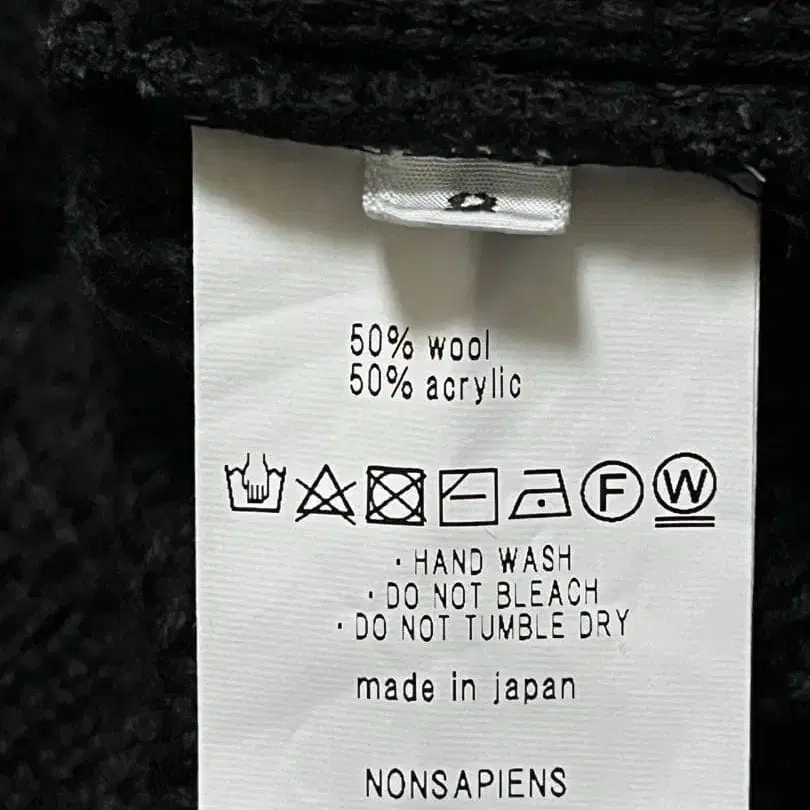 50% wool
50% acrylic
F W
· HAND WASH
· DO NOT BLEACH
· DO NOT TUMBLE DRY
made in japan
NONSAPIENS